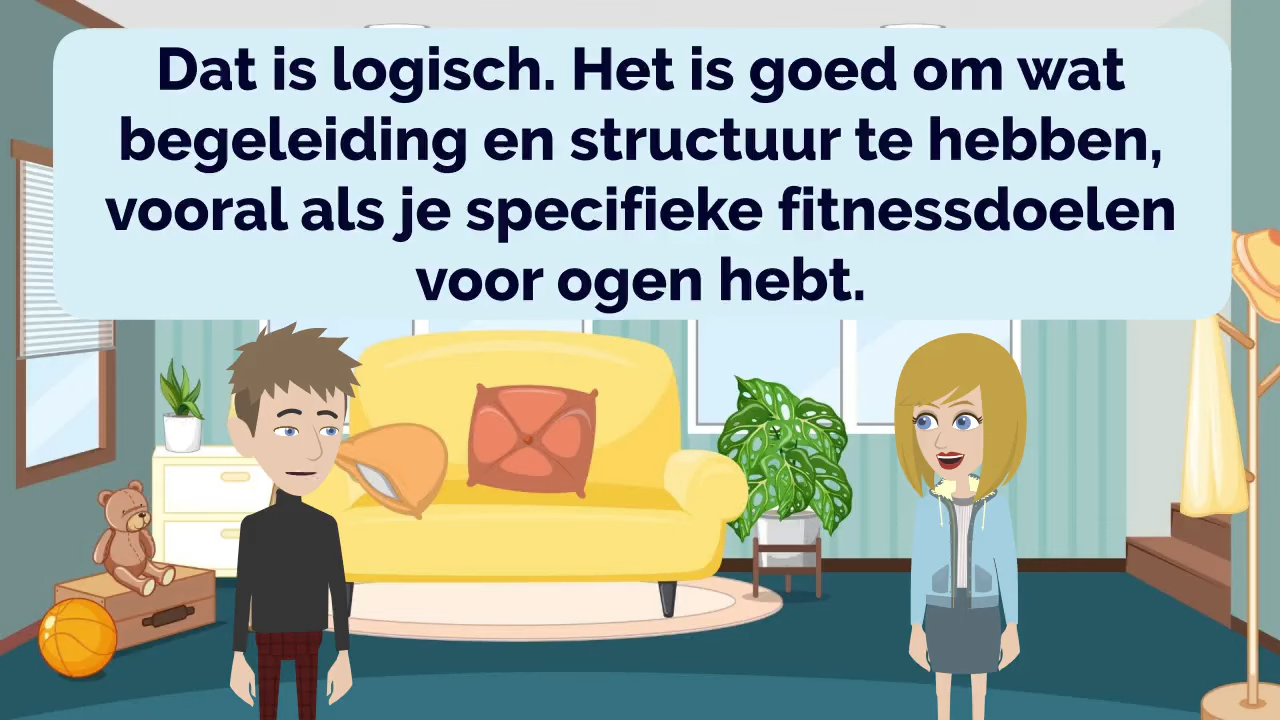 Dat is logisch. Het is goed om wat
begeleiding en structuur te hebben,
vooral als je specifieke fitnessdoelen
voor ogen hebt.